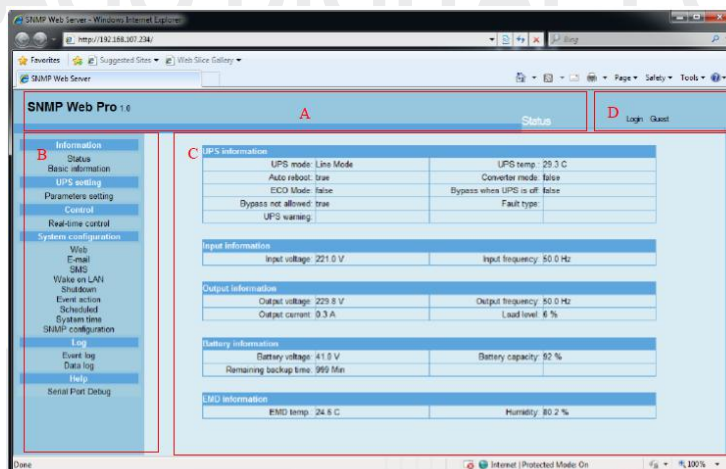 SNMP Web Server - Windows Internet Explorer
http://192.168.107.234/
Bing
Favorites Suggested Sites Web Slice Gallery
SNMP Web Server
Page Safety Tools
SNMP Web Pro 1.0
A
Status
D
Login Guest
B
Information
Status
Basic information
UPS setting
Parameters setting
Control
Real-time control
System configuration
Web
E-mail
SMS
Wake on LAN
Shutdown
Event action
Scheduled
System time
SNMP configuration
Log
Event log
Data log
Help
Serial Port Debug
C
UPS information
UPS mode: Line Mode UPS temp.: 29.3 C
Auto reboot: true Converter mode: false
ECO Mode: false Bypass when UPS is off: false
Bypass not allowed: true Fault type:
UPS warning:
Input information
Input voltage: 221.0 V Input frequency: 50.0 Hz
Output information
Output voltage: 229.8 V Output frequency: 50.0 Hz
Output current: 0.3 A Load level: 6 %
Battery information
Battery voltage: 41.0 V Battery capacity: 92 %
Remaining backup time: 999 Min
EMD information
EMD temp.: 24.6 C Humidity: 60.2 %
Done
Internet | Protected Mode: On
100%